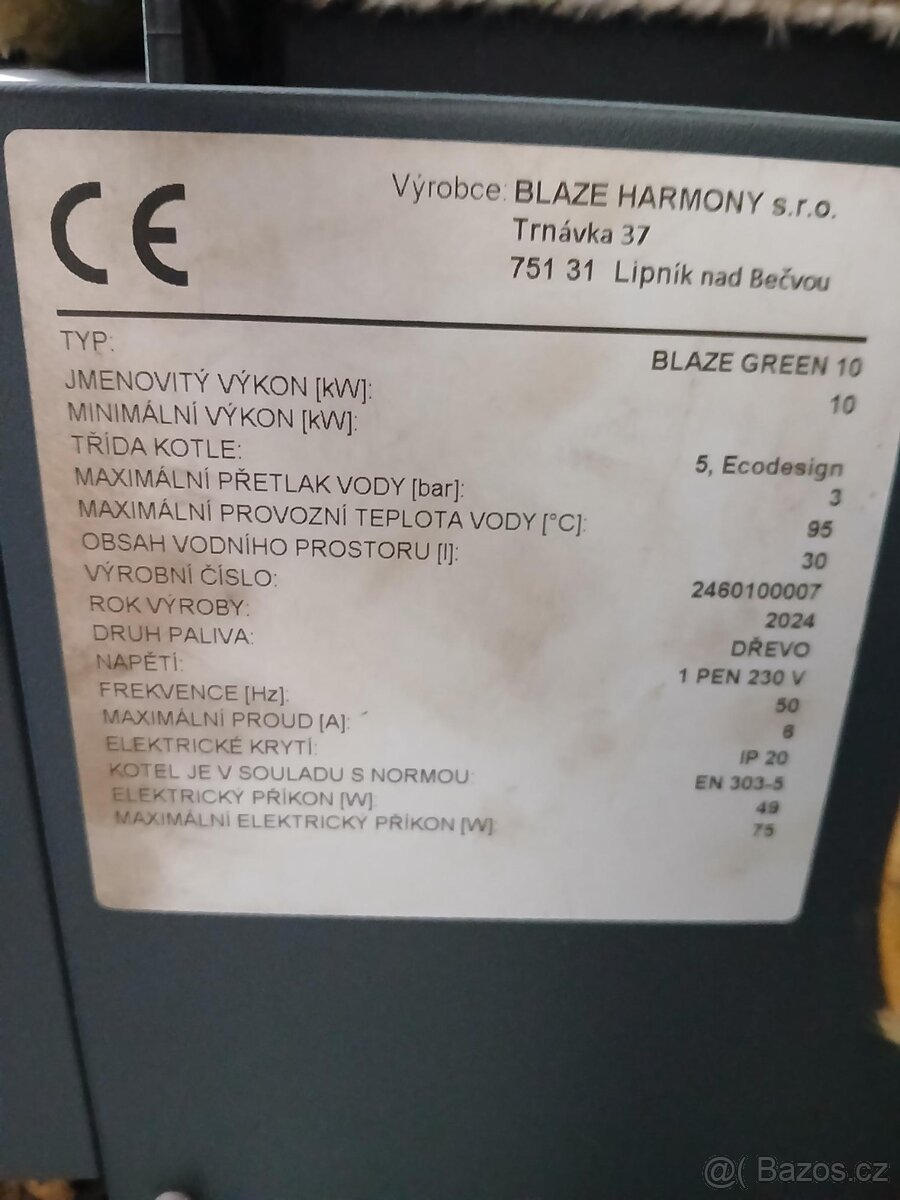 CE
Výrobce: BLAZE HARMONY s.r.o.
Trnávka 37
751 31 Lipník nad Bečvou
TYP: BLAZE GREEN 10
JMENOVITÝ VÝKON [kW]: 10
MINIMÁLNÍ VÝKON [kW]:
TŘÍDA KOTLE: 5, Ecodesign
MAXIMÁLNÍ PŘETLAK VODY [bar]: 3
MAXIMÁLNÍ PROVOZNÍ TEPLOTA VODY [°C]: 95
OBSAH VODNÍHO PROSTORU [l]: 30
VÝROBNÍ ČÍSLO: 2460100007
ROK VÝROBY: 2024
DRUH PALIVA: DŘEVO
NAPĚTÍ: 1 PEN 230 V
FREKVENCE [Hz]: 50
MAXIMÁLNÍ PROUD [A]: 6
ELEKTRICKÉ KRYTÍ: IP 20
KOTEL JE V SOULADU S NORMOU: EN 303-5
ELEKTRICKÝ PŘÍKON [W]: 49
MAXIMÁLNÍ ELEKTRICKÝ PŘÍKON [W]: 75
@( Bazos.cz